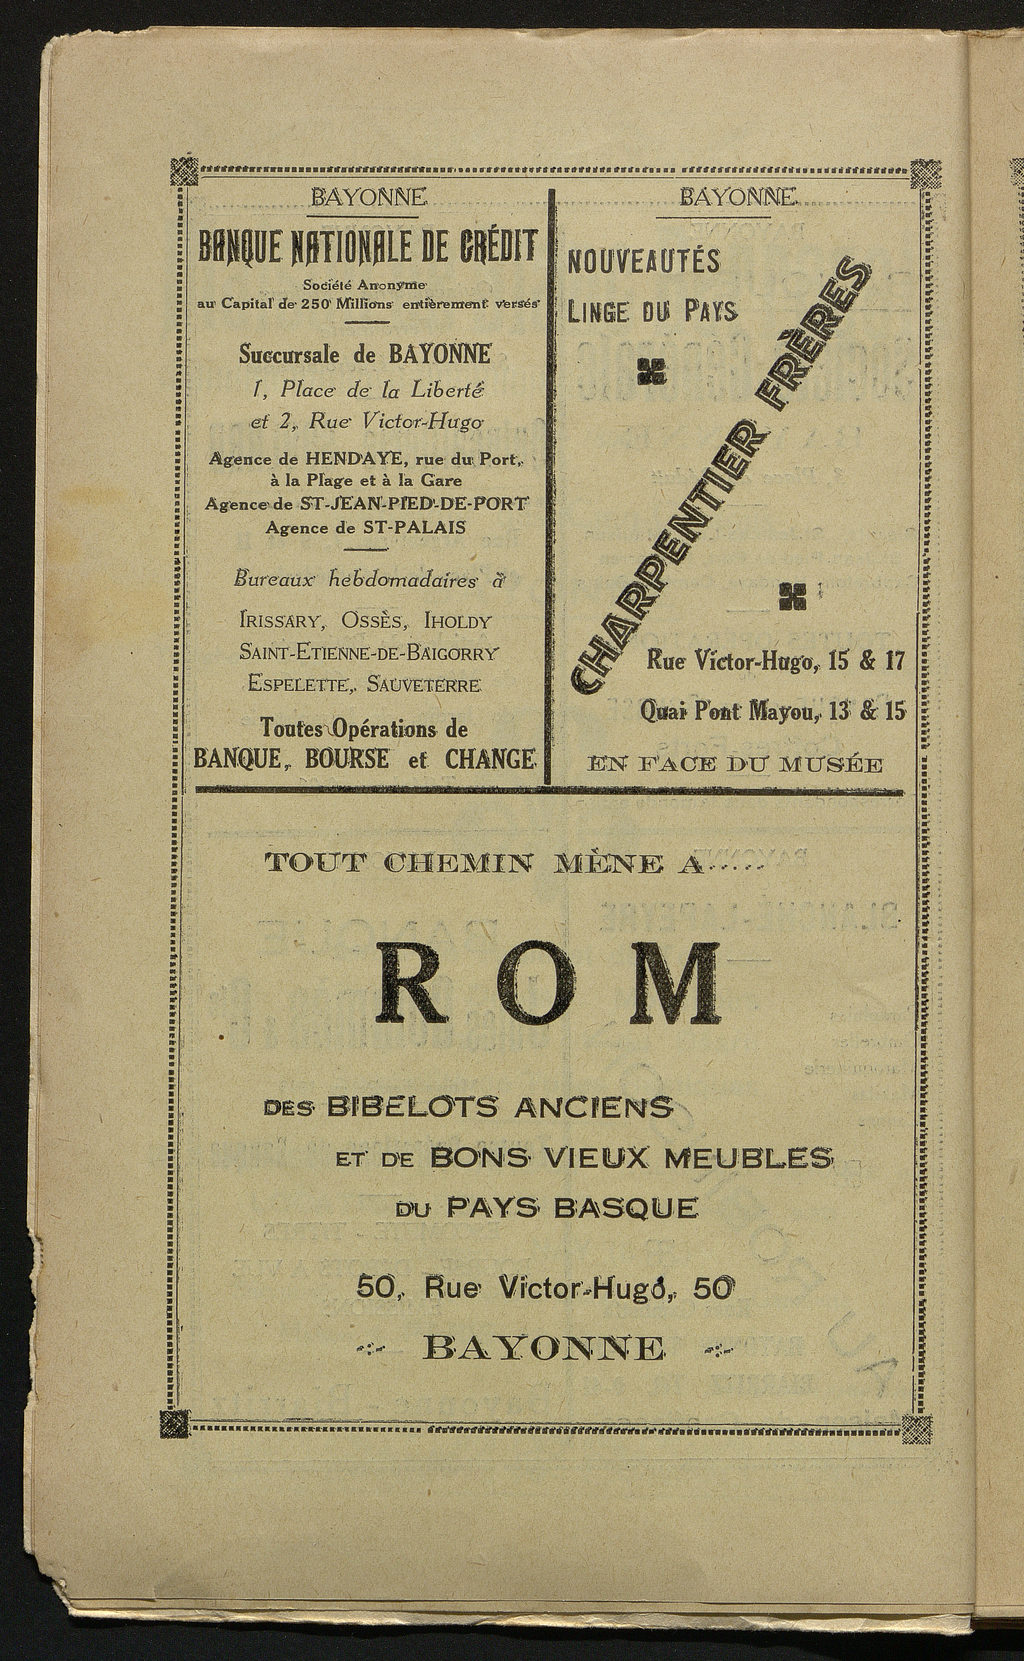 BAYONNE
BANQUE NATIONALE DE CRÉDIT
Société Anonyme
au Capital de 250 Millions entièrement versés
Succursale de BAYONNE
1, Place de la Liberté
et 2, Rue Victor-Hugo
Agence de HENDAYE, rue du Port,
à la Plage et à la Gare
Agence de ST-JEAN-PIED-DE-PORT
Agence de ST-PALAIS
Bureaux hebdomadaires à
IRISSARY, OSSÈS, IHOLDY
SAINT-ETIENNE-DE-BAIGORRY
ESPELETTE, SAUVETERRE
Toutes Opérations de
BANQUE, BOURSE et CHANGE
BAYONNE
NOUVEAUTÉS
LINGE DU PAYS
CHARPENTIER FRÈRES
Rue Victor-Hugo, 15 & 17
Quai Pont Mayou, 13 & 15
EN FACE DU MUSÉE
TOUT CHEMIN MÈNE A.....
ROM
DES BIBELOTS ANCIENS
ET DE BONS VIEUX MEUBLES
DU PAYS BASQUE
50, Rue Victor-Hugo, 50
BAYONNE